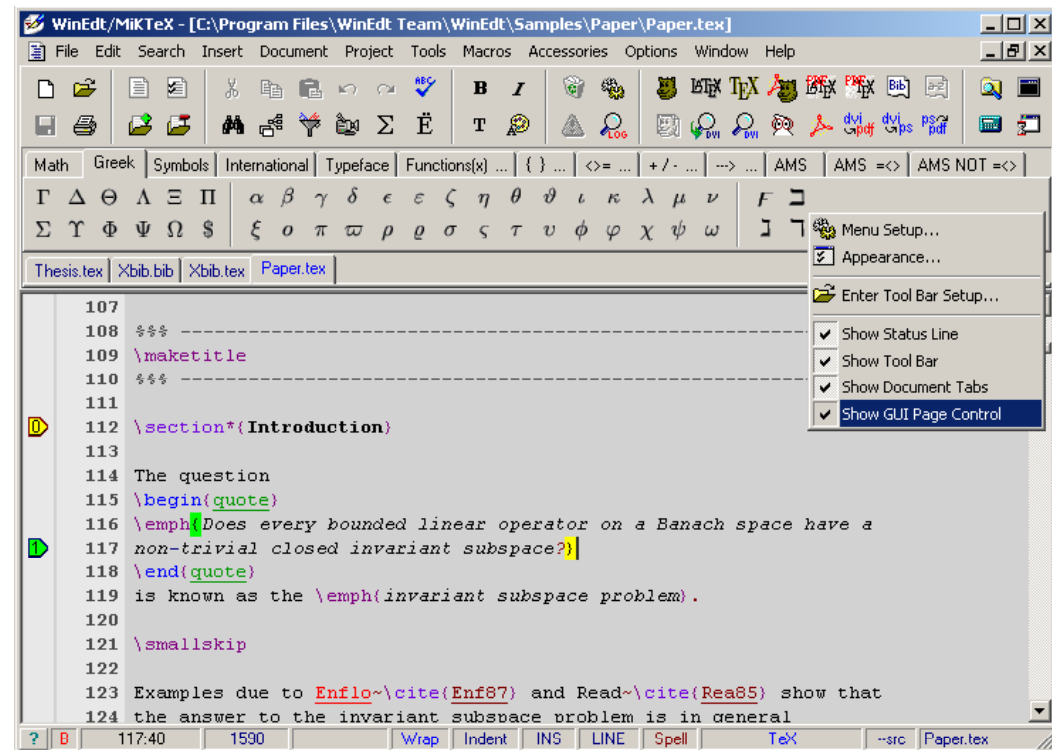 WinEdt/MiKTeX - [C:\Program Files\WinEdt Team\WinEdt\Samples\Paper\Paper.tex]
File Edit Search Insert Document Project Tools Macros Accessories Options Window Help
Math Greek Symbols International Typeface Functions(x) ... { } ... <>= ... + / - ... ---> ... AMS AMS =<> AMS NOT =<>
Γ Δ Θ Λ Ξ Π α β γ δ ϵ ε ζ η θ ϑ ι κ λ μ ν F ℶ
Σ Υ Φ Ψ Ω $ ξ o π ϖ ρ ϱ σ ς τ υ ϕ φ χ ψ ω ℷ
Menu Setup...
Appearance...
Enter Tool Bar Setup...
Show Status Line
Show Tool Bar
Show Document Tabs
Show GUI Page Control
Thesis.tex Xbib.bib Xbib.tex Paper.tex
107
108 %%% -----------------------------------------------------------
109 \maketitle
110 %%% -----------------------------------------------------------
111
112 \section*{Introduction}
113
114 The question
115 \begin{quote}
116 \emph{Does every bounded linear operator on a Banach space have a
117 non-trivial closed invariant subspace?}
118 \end{quote}
119 is known as the \emph{invariant subspace problem}.
120
121 \smallskip
122
123 Examples due to Enflo~\cite{Enf87} and Read~\cite{Rea85} show that
124 the answer to the invariant subspace problem is in general
? B 117:40 1590 Wrap Indent INS LINE Spell TeX --src Paper.tex